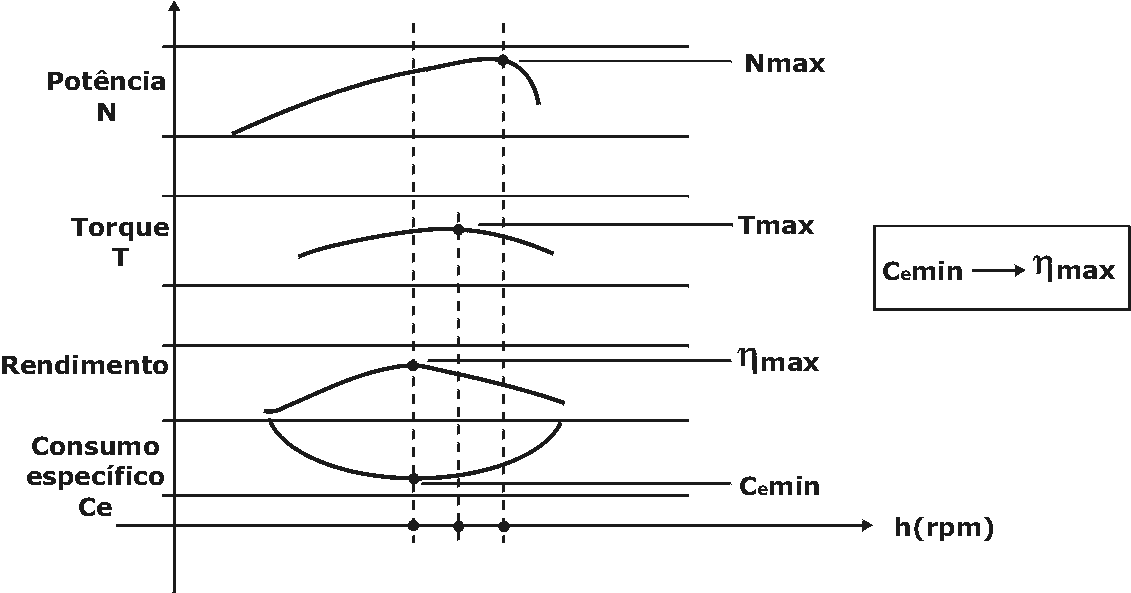 Potência
N
Nmax
Torque
T
Tmax
Cemin ηmax
Rendimento
ηmax
Consumo
específico
Ce
Cemin
h(rpm)